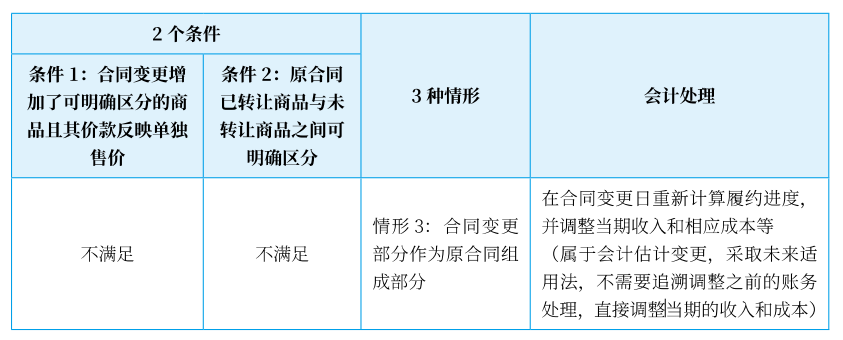 2 个条件
条件 1：合同变更增
加了可明确区分的商
品且其价款反映单独
售价
条件 2：原合同
已转让商品与未
转让商品之间可
明确区分
3 种情形
会计处理
不满足
不满足
情形 3：合同变更
部分作为原合同组
成部分
在合同变更日重新计算履约进度，
并调整当期收入和相应成本等
（属于会计估计变更，采取未来适
用法，不需要追溯调整之前的账务
处理，直接调整当期的收入和成本）